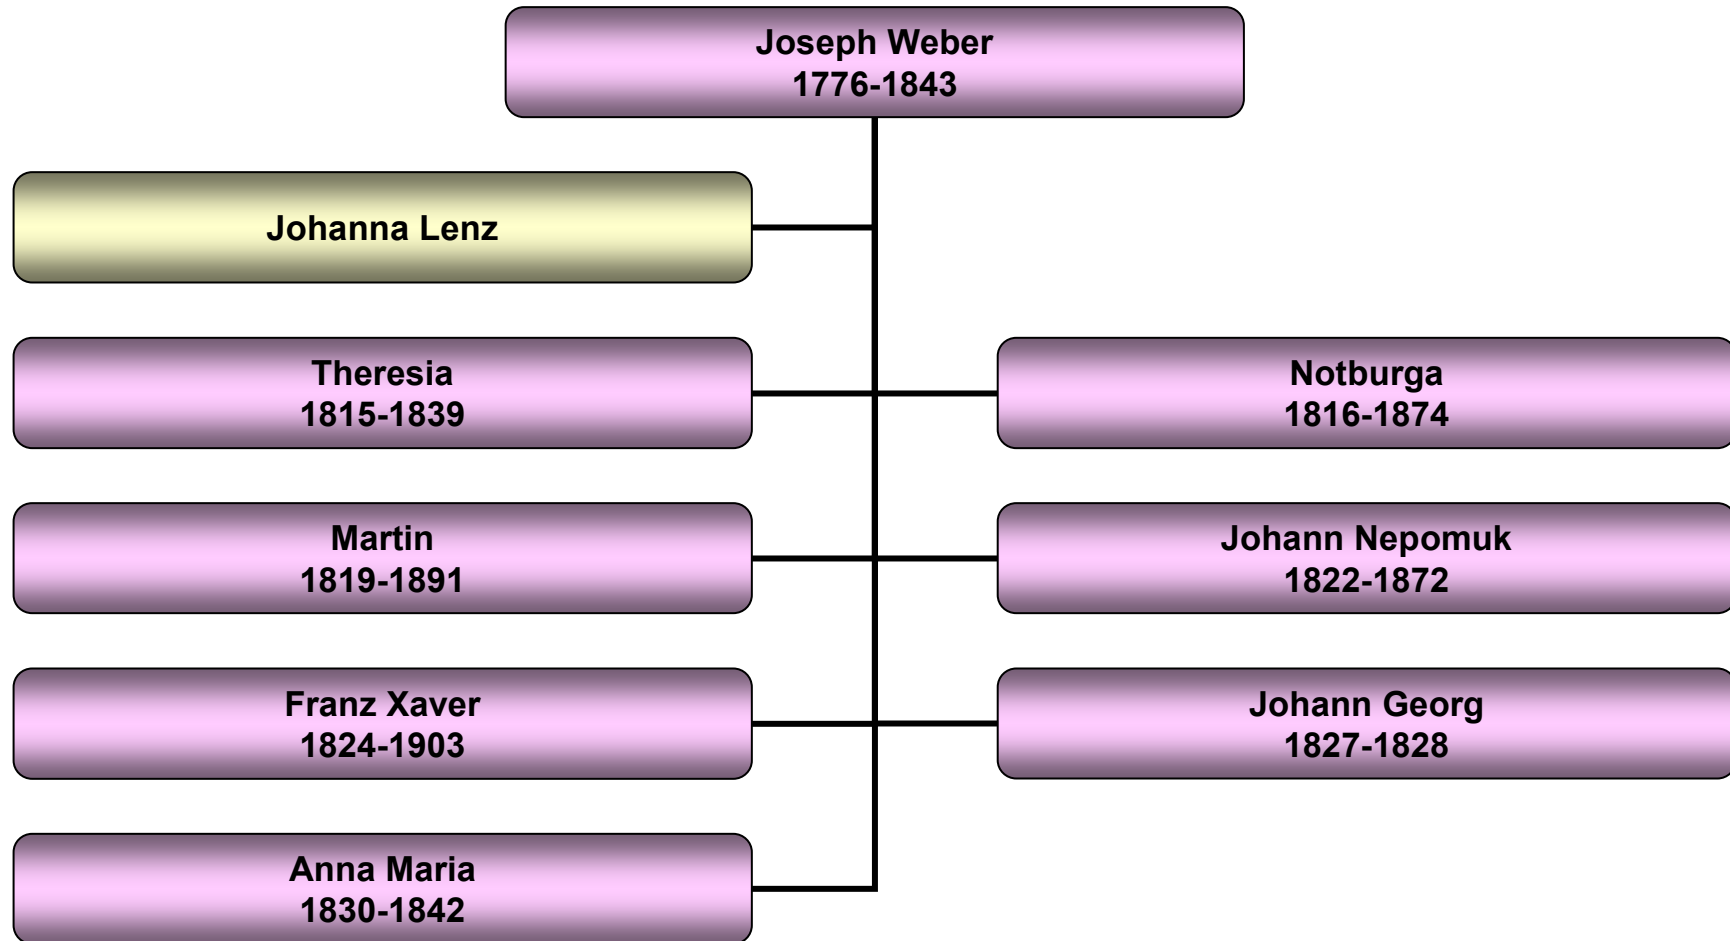 Joseph Weber
1776-1843
Johanna Lenz
Theresia
1815-1839
Notburga
1816-1874
Martin
1819-1891
Johann Nepomuk
1822-1872
Franz Xaver
1824-1903
Johann Georg
1827-1828
Anna Maria
1830-1842